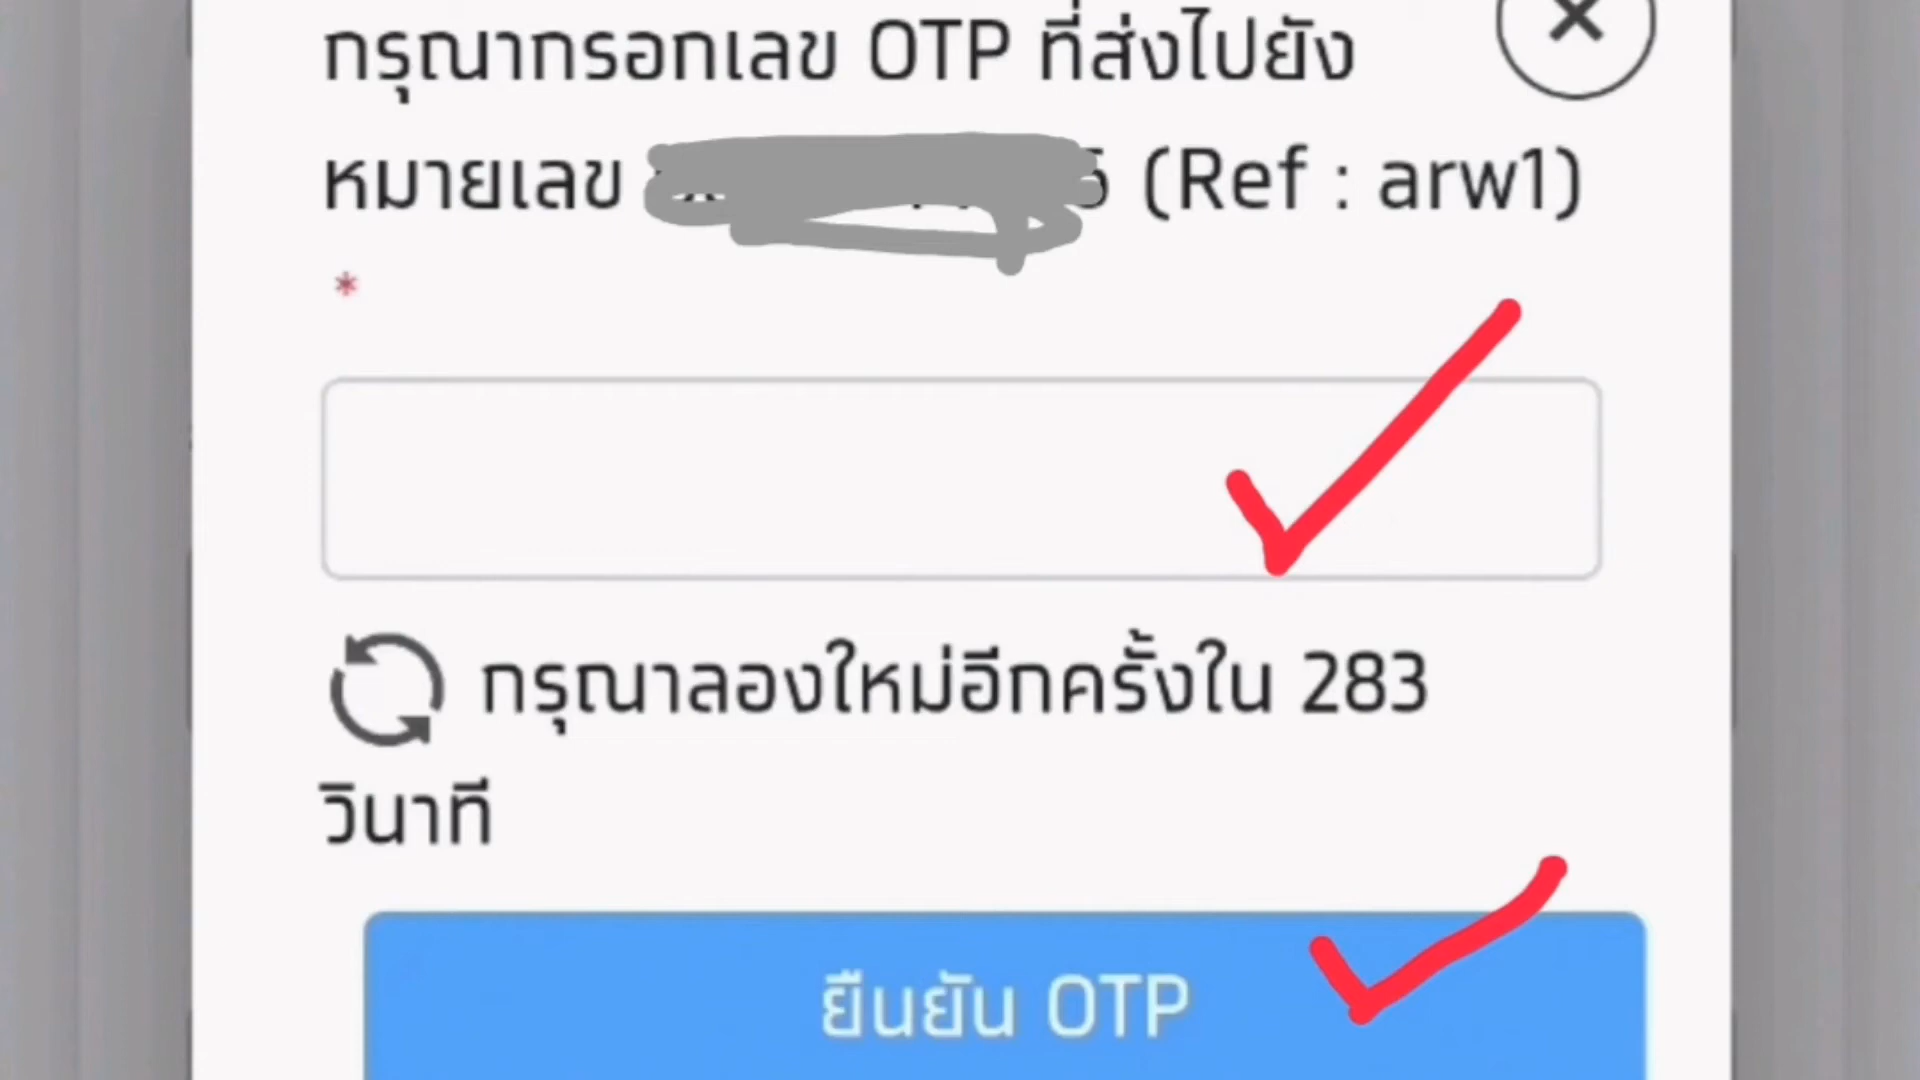 กรุณากรอกเลข OTP ที่ส่งไปยัง
หมายเลข (Ref : arw1)
*
กรุณาลองใหม่อีกครั้งใน 283
วินาที
ยืนยัน OTP